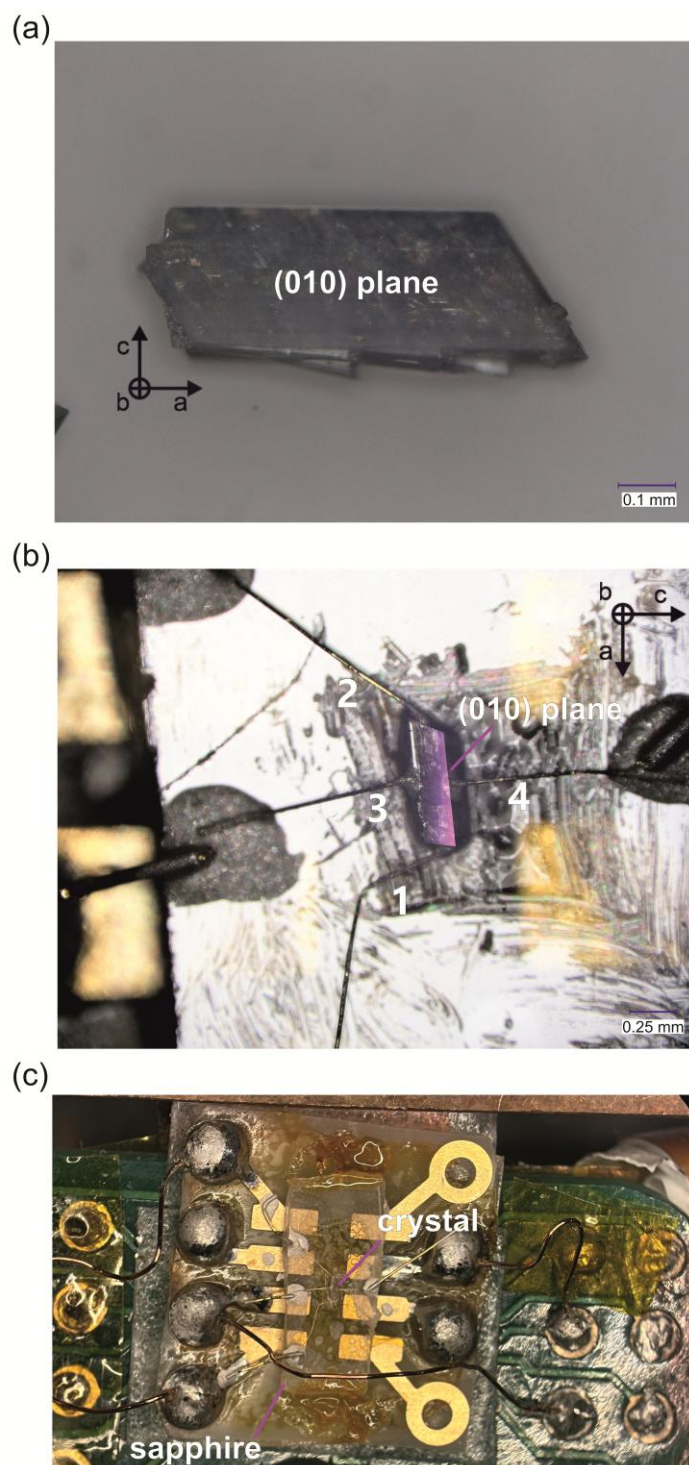 (a)
(010) plane
c
b
a
0.1 mm
(b)
b
c
a
2
(010) plane
3
4
1
0.25 mm
(c)
crystal
sapphire